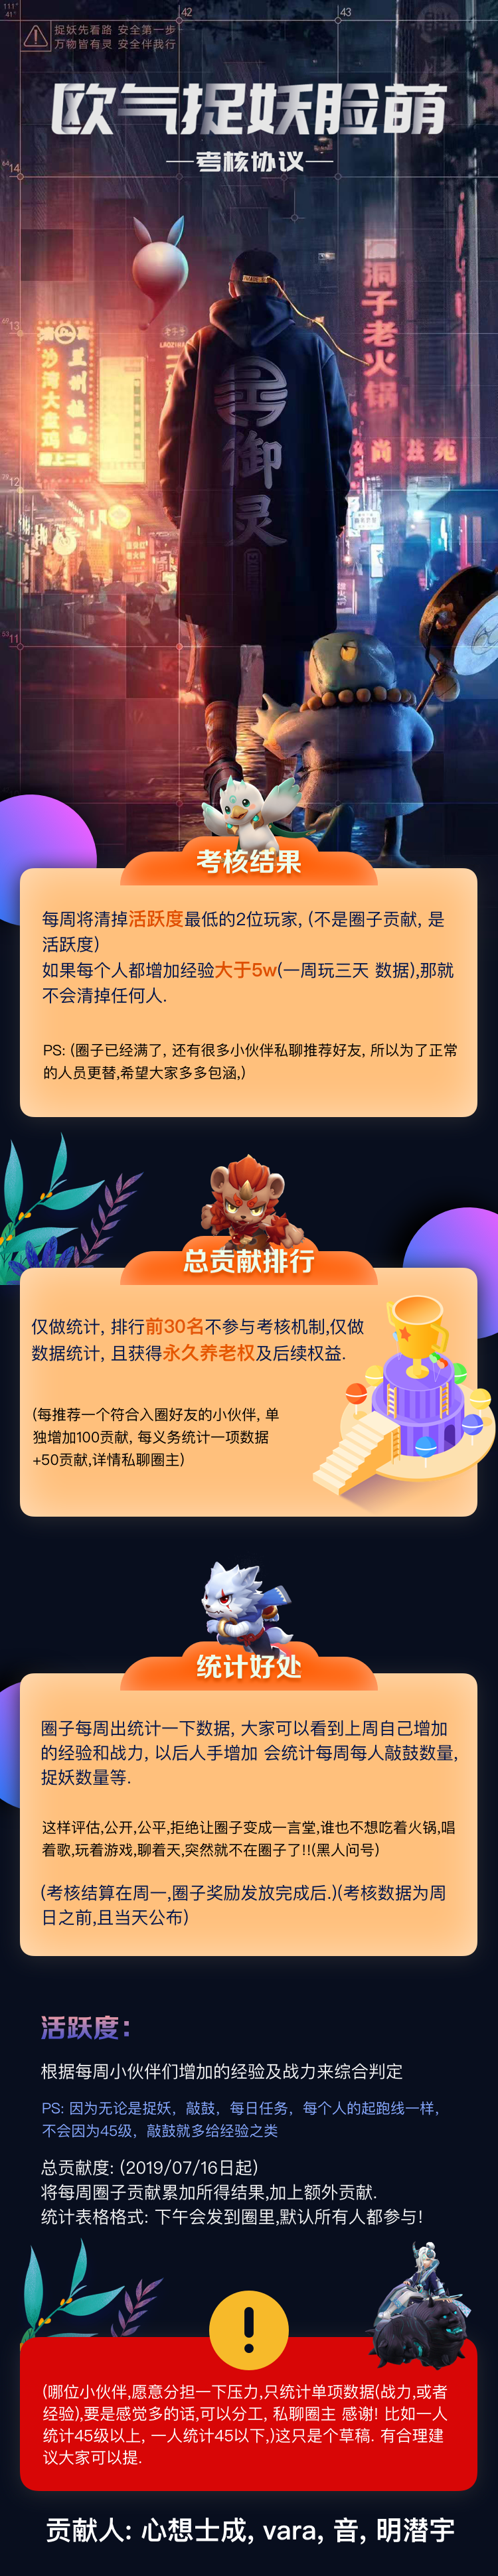 111°
41°
42
43
捉妖先看路 安全第一步
万物皆有灵 安全伴我行
欧气捉妖脸萌
—考核协议—
14
13
洞子老火锅
沙湾大盘鸡
兰州拉面
LAOZIHA
尚兹苑
御灵
12
11
考核结果
每周将清掉活跃度最低的2位玩家, (不是圈子贡献, 是
活跃度)
如果每个人都增加经验大于5w(一周玩三天 数据),那就
不会清掉任何人.
PS: (圈子已经满了, 还有很多小伙伴私聊推荐好友, 所以为了正常
的人员更替,希望大家多多包涵,)
总贡献排行
仅做统计, 排行前30名不参与考核机制,仅做
数据统计, 且获得永久养老权及后续权益.
(每推荐一个符合入圈好友的小伙伴, 单
独增加100贡献, 每义务统计一项数据
+50贡献,详情私聊圈主)
统计好处
圈子每周出统计一下数据, 大家可以看到上周自己增加
的经验和战力, 以后人手增加 会统计每周每人敲鼓数量,
捉妖数量等.
这样评估,公开,公平,拒绝让圈子变成一言堂,谁也不想吃着火锅,唱
着歌,玩着游戏,聊着天,突然就不在圈子了!!(黑人问号)
(考核结算在周一,圈子奖励发放完成后.)(考核数据为周
日之前,且当天公布)
活跃度：
根据每周小伙伴们增加的经验及战力来综合判定
PS: 因为无论是捉妖，敲鼓，每日任务，每个人的起跑线一样，
不会因为45级，敲鼓就多给经验之类
总贡献度: (2019/07/16日起)
将每周圈子贡献累加所得结果,加上额外贡献.
统计表格格式: 下午会发到圈里,默认所有人都参与!
(哪位小伙伴,愿意分担一下压力,只统计单项数据(战力,或者
经验),要是感觉多的话,可以分工, 私聊圈主 感谢! 比如一人
统计45级以上, 一人统计45以下,)这只是个草稿. 有合理建
议大家可以提.
贡献人: 心想士成, vara, 音, 明潜宇